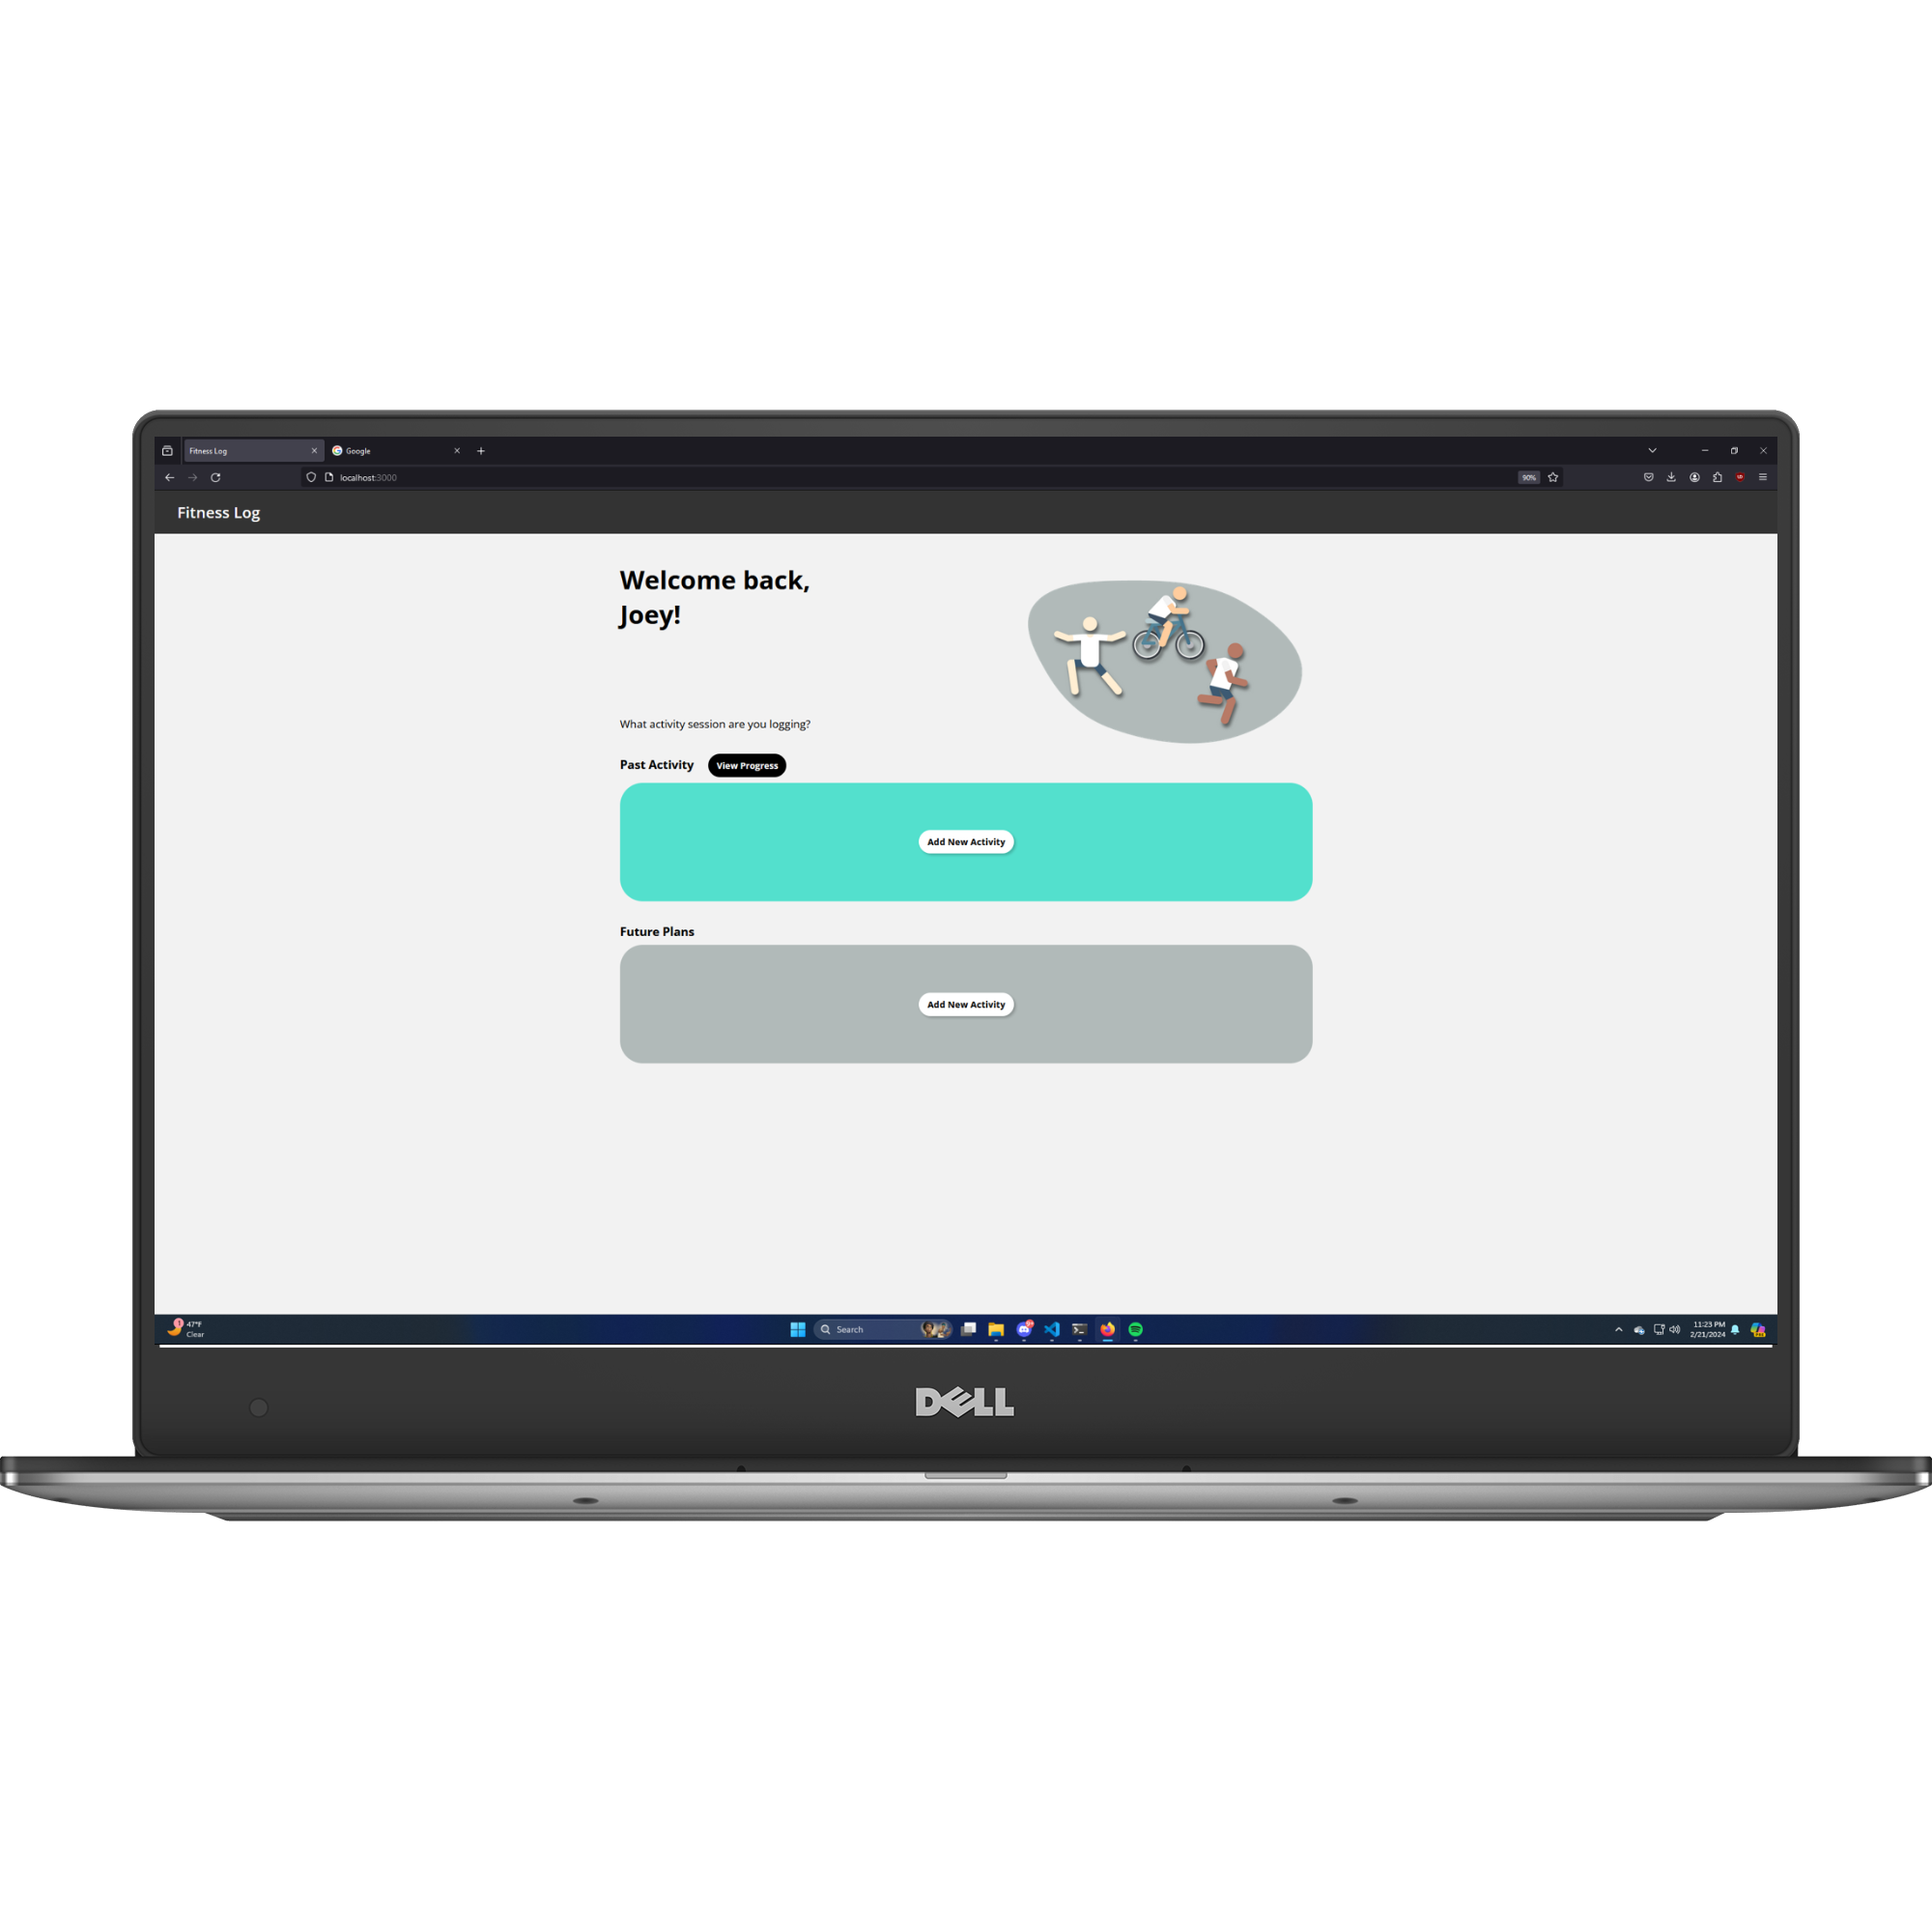 Fitness Log
Google
localhost:3000
90%
Fitness Log
Welcome back,
Joey!
What activity session are you logging?
Past Activity
View Progress
Add New Activity
Future Plans
Add New Activity
1
47°F
Clear
Search
11:23 PM
2/21/2024
DELL